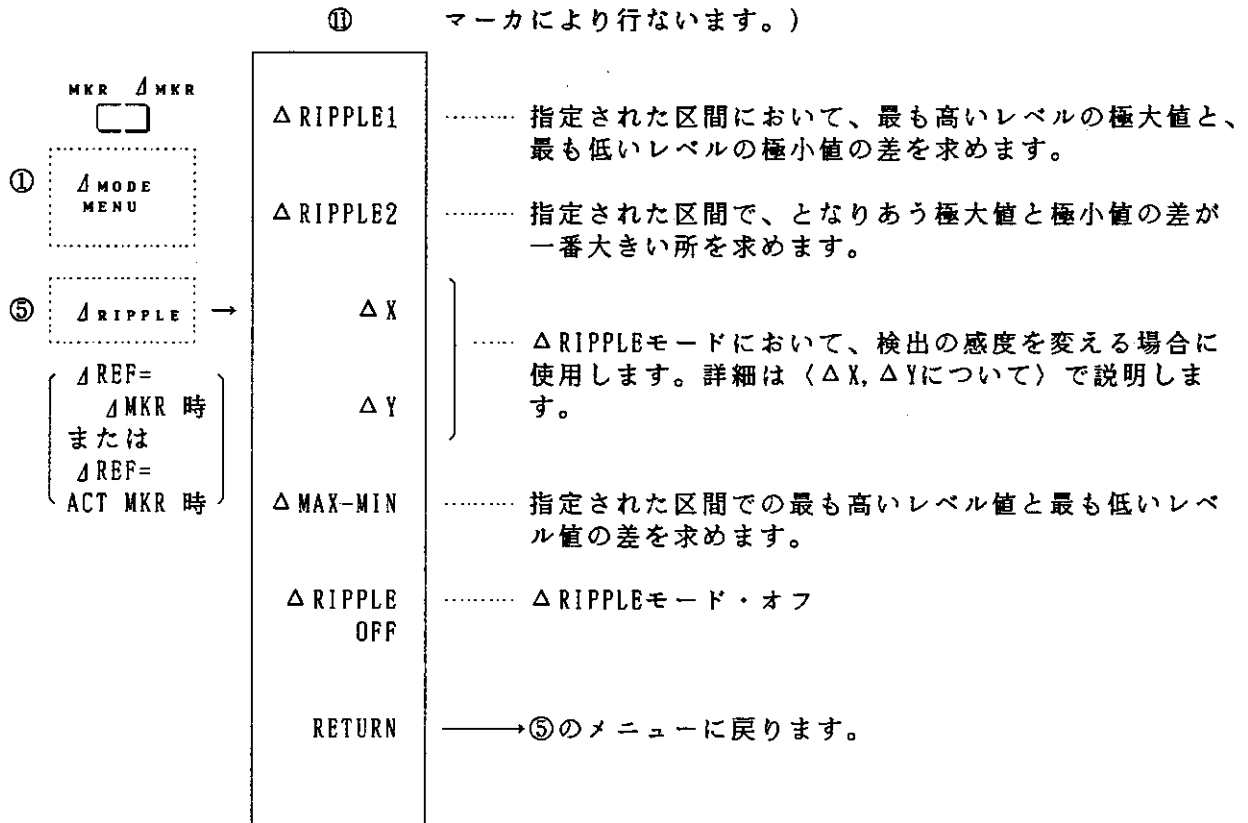 ⑪ マーカにより行ないます。)
MKR ΔMKR
① ΔMODE
MENU
⑤ ΔRIPPLE →
ΔREF=
ΔMKR 時
または
ΔREF=
ACT MKR 時
ΔRIPPLE1 ……… 指定された区間において、最も高いレベルの極大値と、
最も低いレベルの極小値の差を求めます。
ΔRIPPLE2 ……… 指定された区間で、となりあう極大値と極小値の差が
一番大きい所を求めます。
ΔX
ΔY
…… ΔRIPPLEモードにおいて、検出の感度を変える場合に
使用します。詳細は〈ΔX,ΔYについて〉で説明しま
す。
ΔMAX-MIN ……… 指定された区間での最も高いレベル値と最も低いレベ
ル値の差を求めます。
ΔRIPPLE ……… ΔRIPPLEモード・オフ
OFF
RETURN ───→⑤のメニューに戻ります。